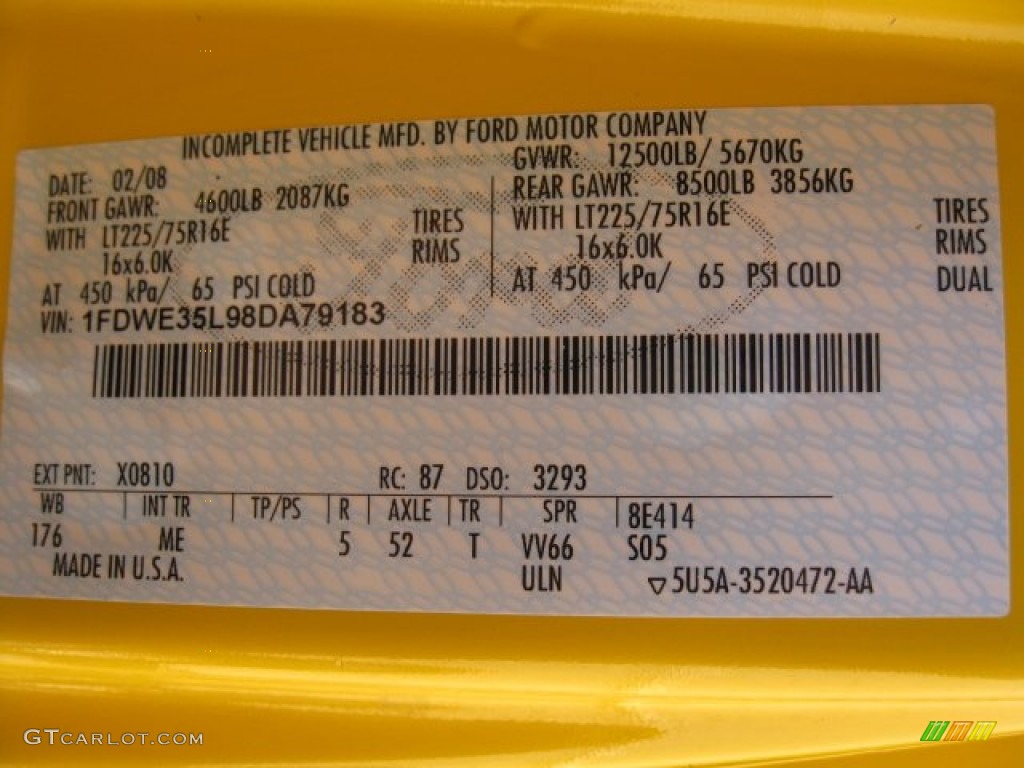 INCOMPLETE VEHICLE MFD. BY FORD MOTOR COMPANY
DATE: 02/08
GVWR: 12500LB/ 5670KG
FRONT GAWR: 4600LB 2087KG
REAR GAWR: 8500LB 3856KG
WITH LT225/75R16E TIRES
WITH LT225/75R16E TIRES
16x6.0K RIMS
16x6.0K RIMS
AT 450 kPa/ 65 PSI COLD
AT 450 kPa/ 65 PSI COLD DUAL
VIN: 1FDWE35L98DA79183
EXT PNT: X0810 RC: 87 DSO: 3293
WB INT TR TP/PS R AXLE TR SPR 8E414
176 ME 5 52 T VV66 S05
MADE IN U.S.A. ULN ▽5U5A-3520472-AA
GTCARLOT.COM